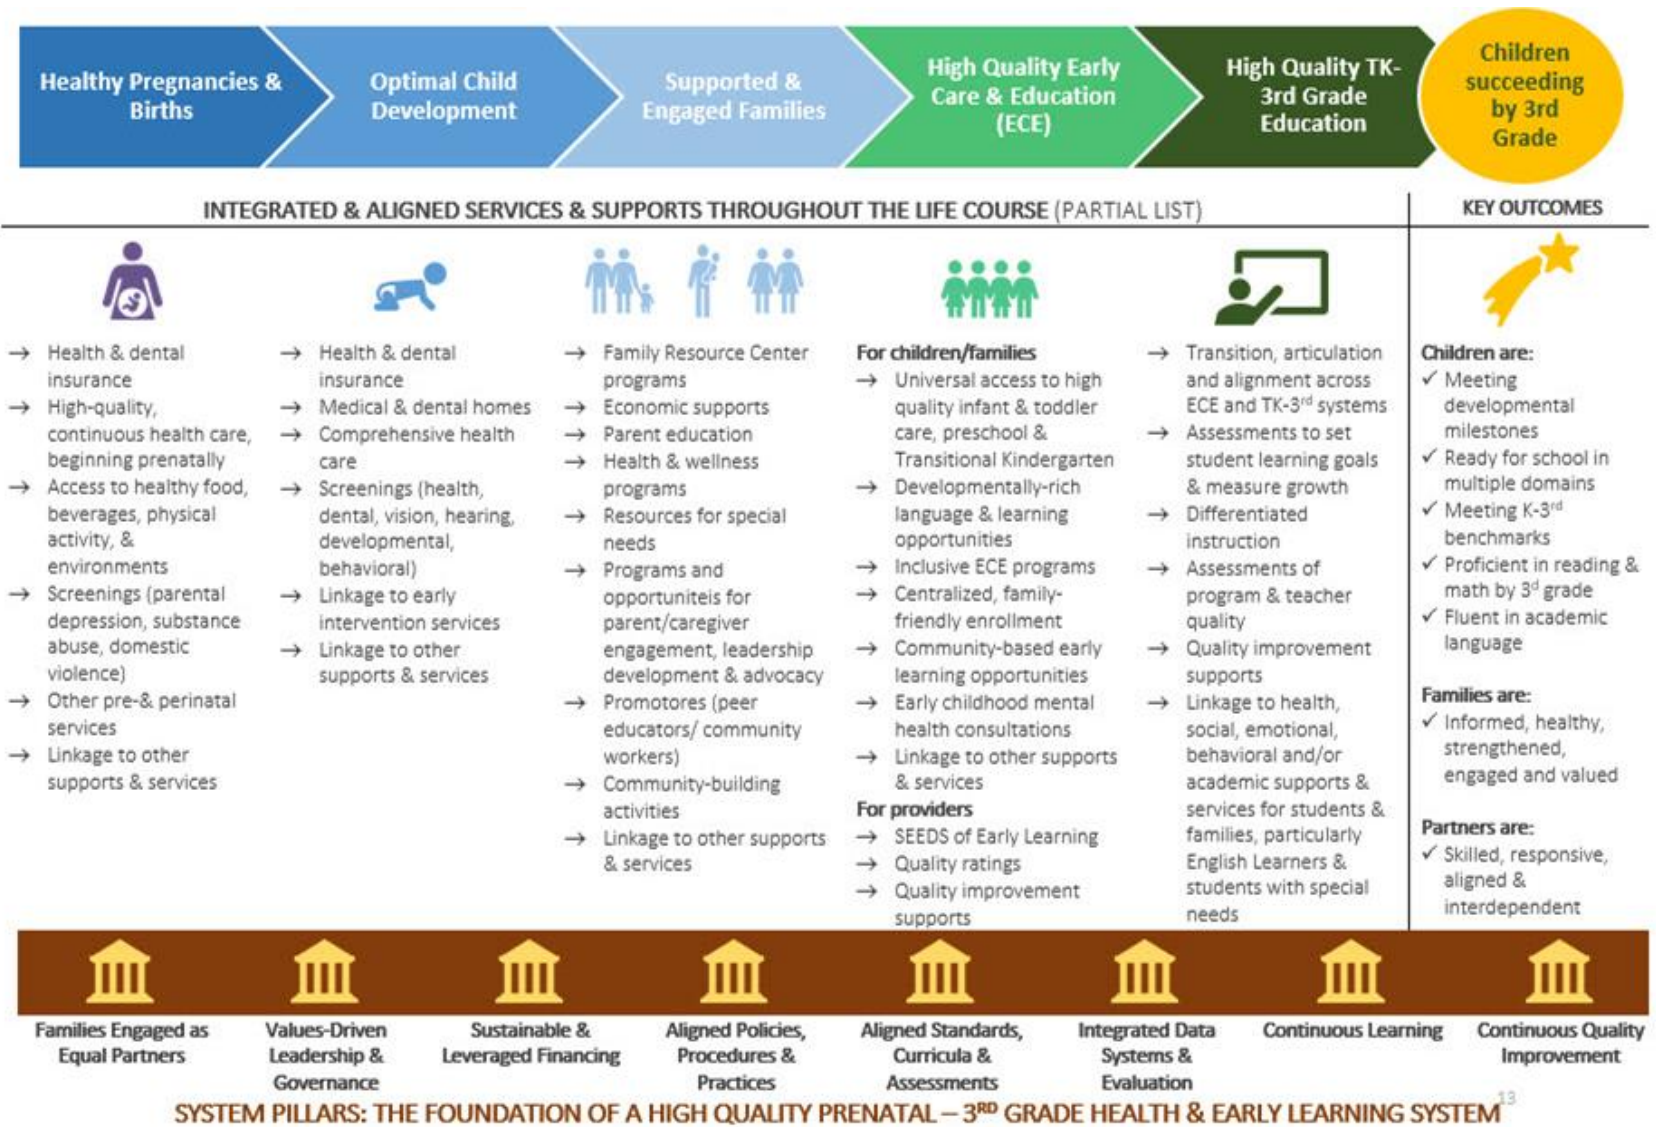 Healthy Pregnancies &
Births
Optimal Child
Development
Supported &
Engaged Families
High Quality Early
Care & Education
(ECE)
High Quality TK-
3rd Grade
Education
Children
succeeding
by 3rd
Grade
INTEGRATED & ALIGNED SERVICES & SUPPORTS THROUGHOUT THE LIFE COURSE (PARTIAL LIST)
KEY OUTCOMES
→ Health & dental
insurance
→ High-quality,
continuous health care,
beginning prenatally
→ Access to healthy food,
beverages, physical
activity, &
environments
→ Screenings (parental
depression, substance
abuse, domestic
violence)
→ Other pre-& perinatal
services
→ Linkage to other
supports & services
→ Health & dental
insurance
→ Medical & dental homes
→ Comprehensive health
care
→ Screenings (health,
dental, vision, hearing,
developmental,
behavioral)
→ Linkage to early
intervention services
→ Linkage to other
supports & services
→ Family Resource Center
programs
→ Economic supports
→ Parent education
→ Health & wellness
programs
→ Resources for special
needs
→ Programs and
opportuniteis for
parent/caregiver
engagement, leadership
development & advocacy
→ Promotores (peer
educators/ community
workers)
→ Community-building
activities
→ Linkage to other supports
& services
For children/families
→ Universal access to high
quality infant & toddler
care, preschool &
Transitional Kindergarten
→ Developmentally-rich
language & learning
opportunities
→ Inclusive ECE programs
→ Centralized, family-
friendly enrollment
→ Community-based early
learning opportunities
→ Early childhood mental
health consultations
→ Linkage to other supports
& services
For providers
→ SEEDS of Early Learning
→ Quality ratings
→ Quality improvement
supports
→ Transition, articulation
and alignment across
ECE and TK-3rd systems
→ Assessments to set
student learning goals
& measure growth
→ Differentiated
instruction
→ Assessments of
program & teacher
quality
→ Quality improvement
supports
→ Linkage to health,
social, emotional,
behavioral and/or
academic supports &
services for students &
families, particularly
English Learners &
students with special
needs
Children are:
✓ Meeting
developmental
milestones
✓ Ready for school in
multiple domains
✓ Meeting K-3rd
benchmarks
✓ Proficient in reading &
math by 3d grade
✓ Fluent in academic
language
Families are:
✓ Informed, healthy,
strengthened,
engaged and valued
Partners are:
✓ Skilled, responsive,
aligned &
interdependent
Families Engaged as
Equal Partners
Values-Driven
Leadership &
Governance
Sustainable &
Leveraged Financing
Aligned Policies,
Procedures &
Practices
Aligned Standards,
Curricula &
Assessments
Integrated Data
Systems &
Evaluation
Continuous Learning
Continuous Quality
Improvement
SYSTEM PILLARS: THE FOUNDATION OF A HIGH QUALITY PRENATAL – 3RD GRADE HEALTH & EARLY LEARNING SYSTEM
13